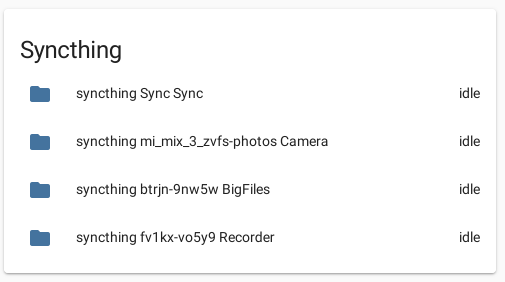 Syncthing
syncthing Sync Sync idle
syncthing mi_mix_3_zvfs-photos Camera idle
syncthing btrjn-9nw5w BigFiles idle
syncthing fv1kx-vo5y9 Recorder idle